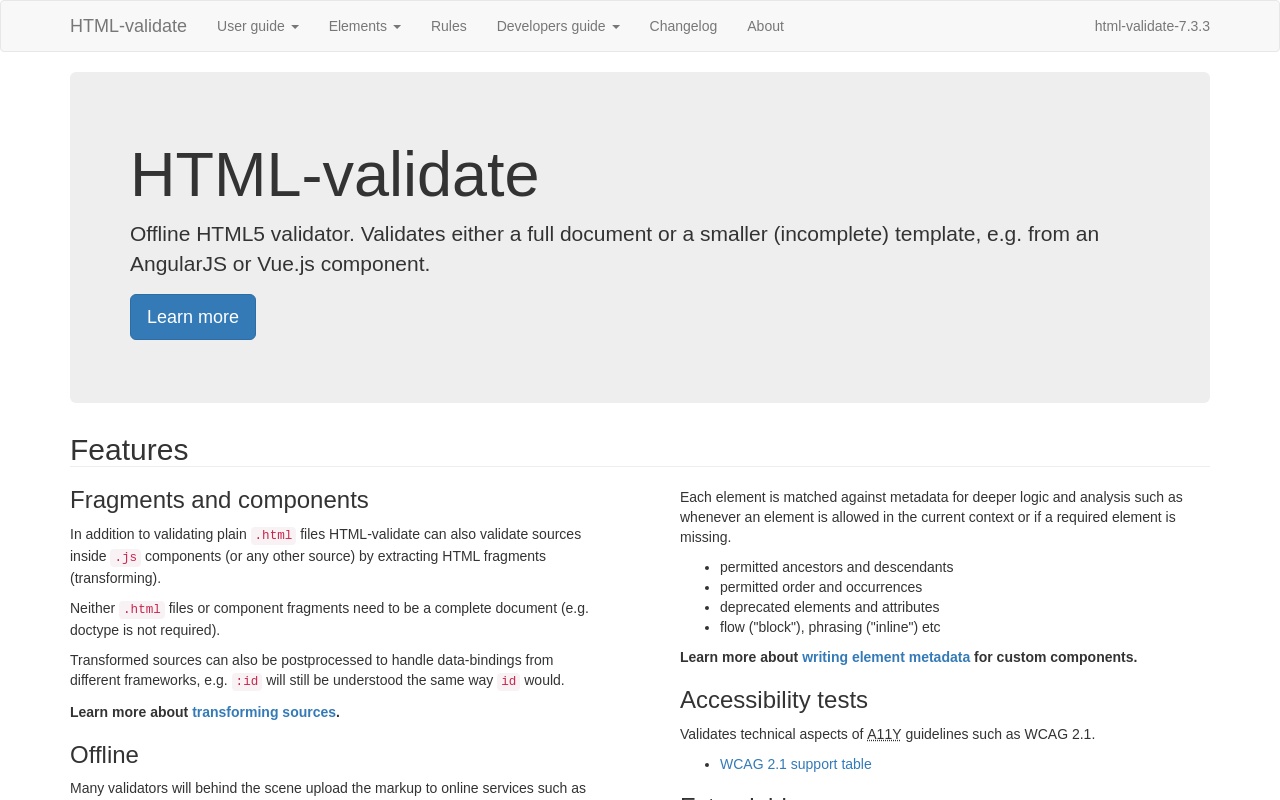 HTML-validate User guide Elements Rules Developers guide Changelog About html-validate-7.3.3
HTML-validate
Offline HTML5 validator. Validates either a full document or a smaller (incomplete) template, e.g. from an
AngularJS or Vue.js component.
Learn more
Features
Fragments and components
In addition to validating plain .html files HTML-validate can also validate sources
inside .js components (or any other source) by extracting HTML fragments
(transforming).
Neither .html files or component fragments need to be a complete document (e.g.
doctype is not required).
Transformed sources can also be postprocessed to handle data-bindings from
different frameworks, e.g. :id will still be understood the same way id would.
Learn more about transforming sources.
Offline
Many validators will behind the scene upload the markup to online services such as
Each element is matched against metadata for deeper logic and analysis such as
whenever an element is allowed in the current context or if a required element is
missing.
• permitted ancestors and descendants
• permitted order and occurrences
• deprecated elements and attributes
• flow ("block"), phrasing ("inline") etc
Learn more about writing element metadata for custom components.
Accessibility tests
Validates technical aspects of A11Y guidelines such as WCAG 2.1.
• WCAG 2.1 support table